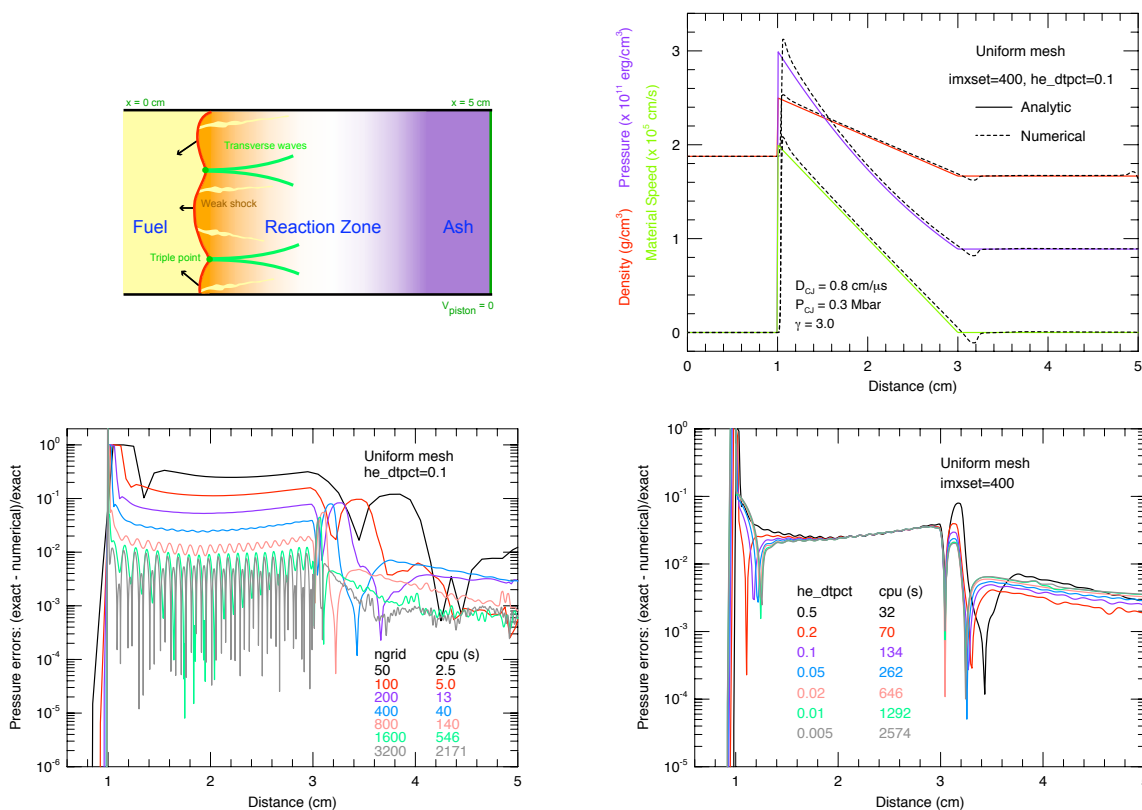 x = 0 cm
x = 5 cm
Transverse waves
Weak shock
Fuel
Reaction Zone
Ash
Triple point
V_piston = 0
Pressure (x 10^11 erg/cm^3)
Density (g/cm^3)
Material Speed (x 10^5 cm/s)
3
2
1
0
Uniform mesh
imxset=400, he_dtpct=0.1
Analytic
Numerical
D_CJ = 0.8 cm/μs
P_CJ = 0.3 Mbar
γ = 3.0
0 1 2 3 4 5
Distance (cm)
Pressure errors: (exact - numerical)/exact
10^0
10^-1
10^-2
10^-3
10^-4
10^-5
10^-6
Uniform mesh
he_dtpct=0.1
ngrid cpu (s)
50 2.5
100 5.0
200 13
400 40
800 140
1600 546
3200 2171
1 2 3 4 5
Distance (cm)
Pressure errors: (exact - numerical)/exact
10^0
10^-1
10^-2
10^-3
10^-4
10^-5
10^-6
Uniform mesh
imxset=400
he_dtpct cpu (s)
0.5 32
0.2 70
0.1 134
0.05 262
0.02 646
0.01 1292
0.005 2574
1 2 3 4 5
Distance (cm)